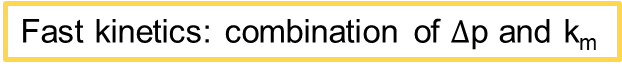 Fast kinetics: combination of Δp and kₘ